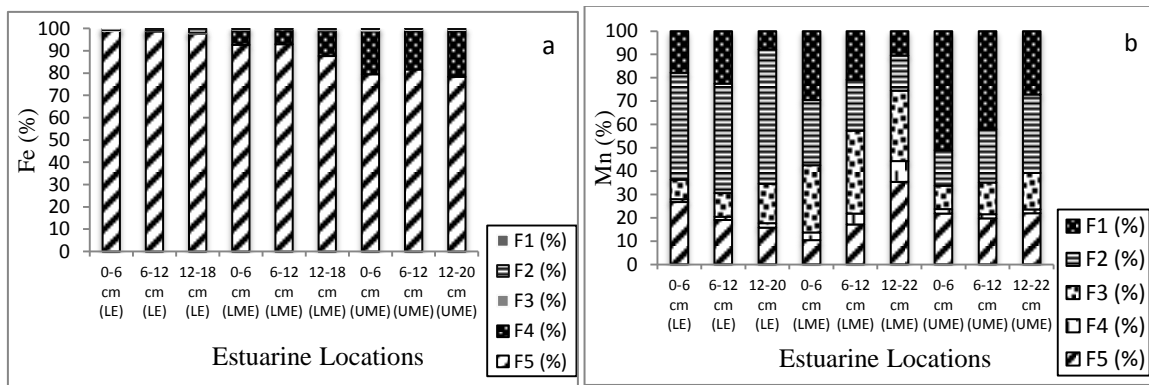 a
100
90
80
70
60
50
40
30
20
10
0
Fe (%)
0-6 6-12 12-18 0-6 6-12 12-18 0-6 6-12 12-20
cm cm cm cm cm cm cm cm cm
(LE) (LE) (LE) (LME) (LME) (LME) (UME) (UME) (UME)
Estuarine Locations
F1 (%)
F2 (%)
F3 (%)
F4 (%)
F5 (%)
b
100
90
80
70
60
50
40
30
20
10
0
Mn (%)
0-6 6-12 12-20 0-6 6-12 12-22 0-6 6-12 12-22
cm cm cm cm cm cm cm cm cm
(LE) (LE) (LE) (LME) (LME) (LME) (UME) (UME) (UME)
Estuarine Locations
F1 (%)
F2 (%)
F3 (%)
F4 (%)
F5 (%)